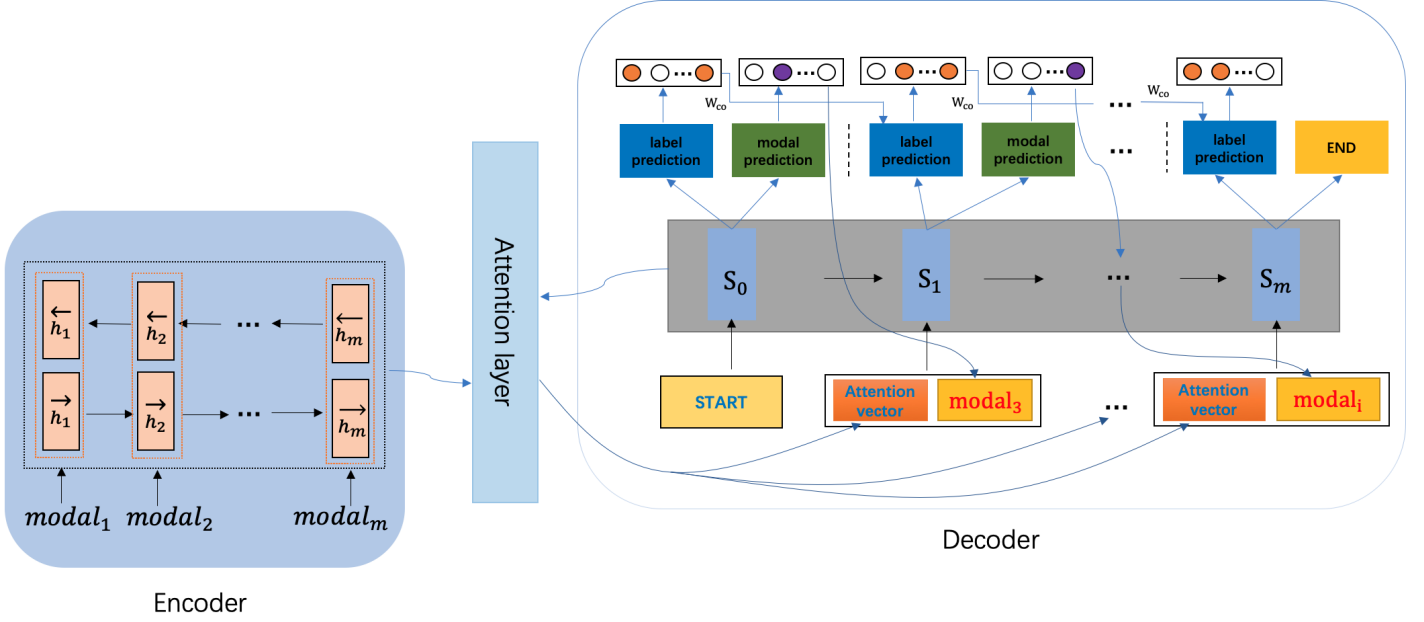 W_co
W_co
W_co
...
label
prediction
modal
prediction
label
prediction
modal
prediction
...
label
prediction
END
Attention layer
S_0
S_1
...
S_m
←
h_1
←
h_2
...
←
h_m
→
h_1
→
h_2
...
→
h_m
START
Attention
vector
modal_3
...
Attention
vector
modal_i
modal_1
modal_2
modal_m
Decoder
Encoder